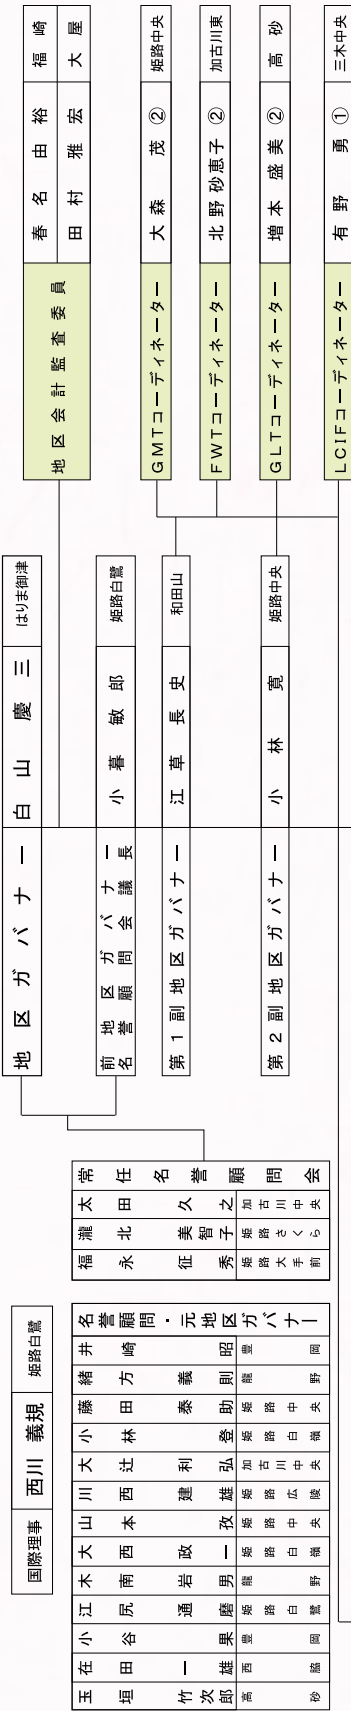 国際理事 西川 義規 姫路白鷺
地区ガバナー 白山 慶三 はりま御津
地区会計監査委員
春名由裕 福崎
田村雅宏 大屋
前地区ガバナー
名誉顧問会議長
小暮敏郎 姫路白鷺
第1副地区ガバナー 江草長史 和田山
第2副地区ガバナー 小林寛 姫路中央
GMTコーディネーター 大森茂② 姫路中央
FWTコーディネーター 北野砂恵子② 加古川東
GLTコーディネーター 増本盛美② 高砂
LCIFコーディネーター 有野勇① 三木中央
常任名誉顧問会
太田久之 加古川中央
瀧北美智子 姫路さくら
福永征秀 姫路大手前
名誉顧問・元地区ガバナー
井崎昭 豊岡
緒方義則 龍野
藤田泰助 姫路中央
小林登 姫路白嶺
大辻利弘 加古川中央
川西建雄 姫路広陵
山本孜 姫路中央
大西政一 姫路白嶺
木南岩男 龍野
江尻通磨 姫路白鷺
小谷果 豊岡
在田一雄 西脇
玉垣竹次郎 高砂